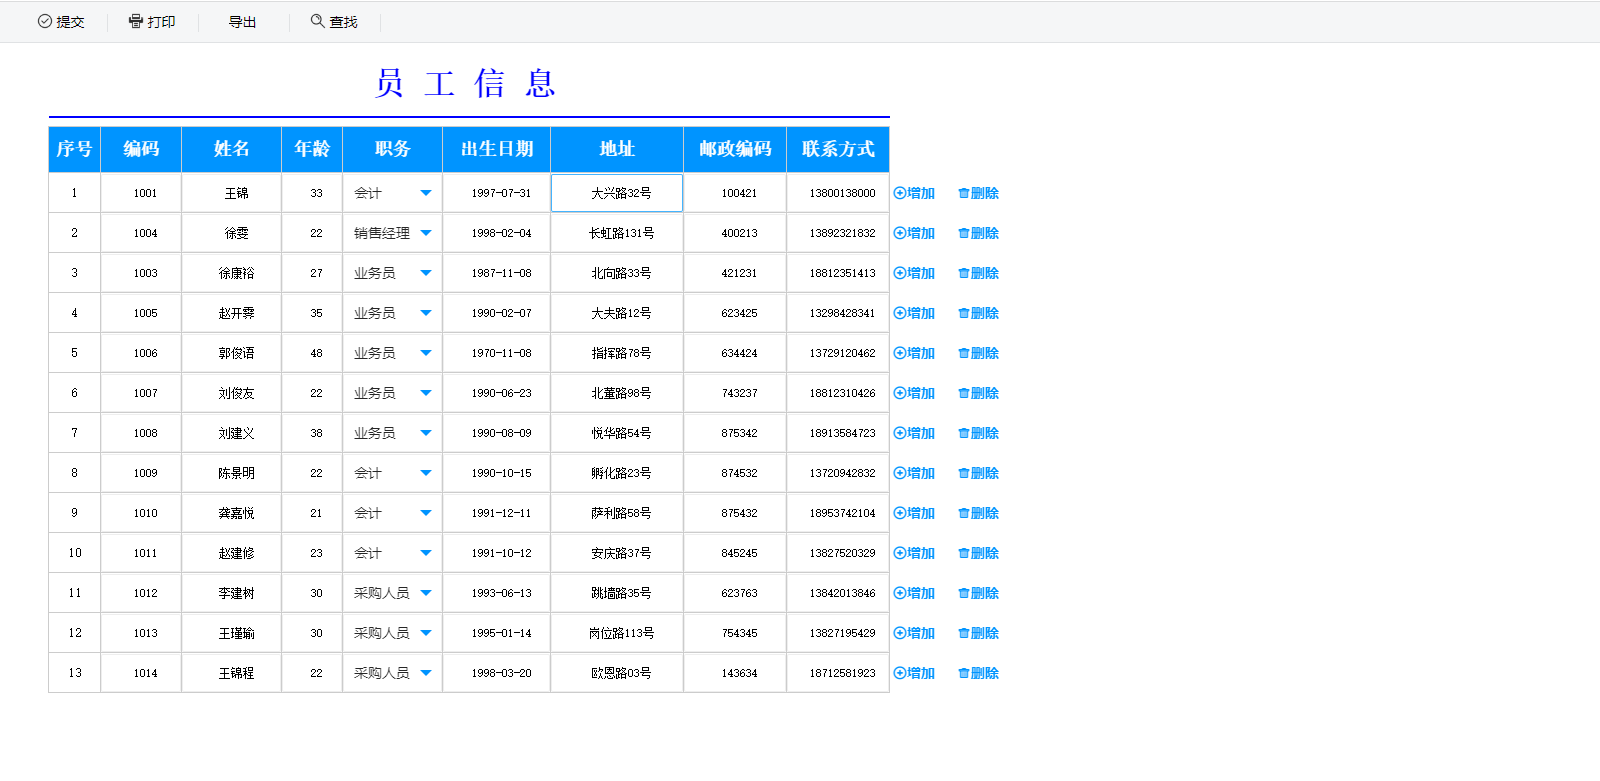 提交 打印 导出 查找
员 工 信 息
序号 编码 姓名 年龄 职务 出生日期 地址 邮政编码 联系方式
1 1001 王锦 33 会计 1997-07-31 大兴路32号 100421 13800138000 增加 删除
2 1004 徐雯 22 销售经理 1998-02-04 长虹路131号 400213 13892321832 增加 删除
3 1003 徐康裕 27 业务员 1987-11-08 北向路33号 421231 18812351413 增加 删除
4 1005 赵开霁 35 业务员 1990-02-07 大夫路12号 623425 13298428341 增加 删除
5 1006 郭俊语 48 业务员 1970-11-08 指挥路78号 634424 13729120462 增加 删除
6 1007 刘俊友 22 业务员 1990-06-23 北董路98号 743237 18812310426 增加 删除
7 1008 刘建义 38 业务员 1990-08-09 悦华路54号 875342 18913584723 增加 删除
8 1009 陈景明 22 会计 1990-10-15 孵化路23号 874532 13720942832 增加 删除
9 1010 龚嘉悦 21 会计 1991-12-11 萨利路58号 875432 18953742104 增加 删除
10 1011 赵建修 23 会计 1991-10-12 安庆路37号 845245 13827520329 增加 删除
11 1012 李建树 30 采购人员 1993-06-13 跳墙路35号 623763 13842013846 增加 删除
12 1013 王瑾瑜 30 采购人员 1995-01-14 岗位路113号 754345 13827195429 增加 删除
13 1014 王锦程 22 采购人员 1998-03-20 欧恩路03号 143634 18712581923 增加 删除